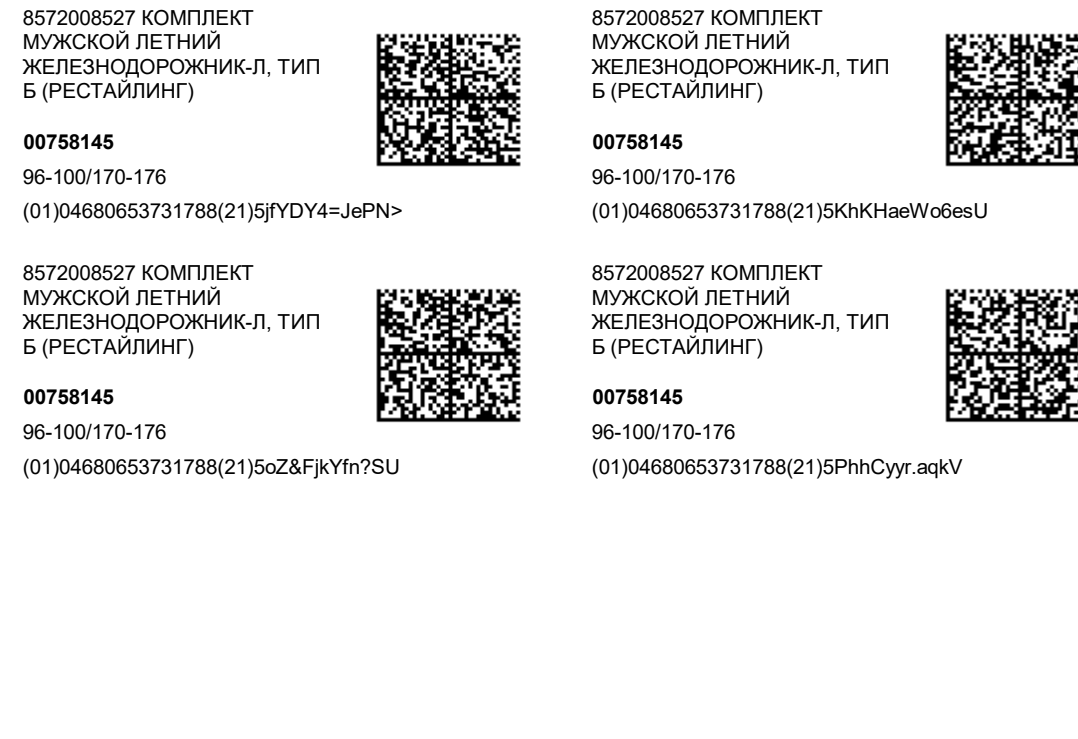 8572008527 КОМПЛЕКТ
МУЖСКОЙ ЛЕТНИЙ
ЖЕЛЕЗНОДОРОЖНИК-Л, ТИП
Б (РЕСТАЙЛИНГ)
00758145
96-100/170-176
(01)04680653731788(21)5jfYDY4=JePN>
8572008527 КОМПЛЕКТ
МУЖСКОЙ ЛЕТНИЙ
ЖЕЛЕЗНОДОРОЖНИК-Л, ТИП
Б (РЕСТАЙЛИНГ)
00758145
96-100/170-176
(01)04680653731788(21)5KhKHaeWo6esU
8572008527 КОМПЛЕКТ
МУЖСКОЙ ЛЕТНИЙ
ЖЕЛЕЗНОДОРОЖНИК-Л, ТИП
Б (РЕСТАЙЛИНГ)
00758145
96-100/170-176
(01)04680653731788(21)5oZ&FjkYfn?SU
8572008527 КОМПЛЕКТ
МУЖСКОЙ ЛЕТНИЙ
ЖЕЛЕЗНОДОРОЖНИК-Л, ТИП
Б (РЕСТАЙЛИНГ)
00758145
96-100/170-176
(01)04680653731788(21)5PhhCyyr.aqkV